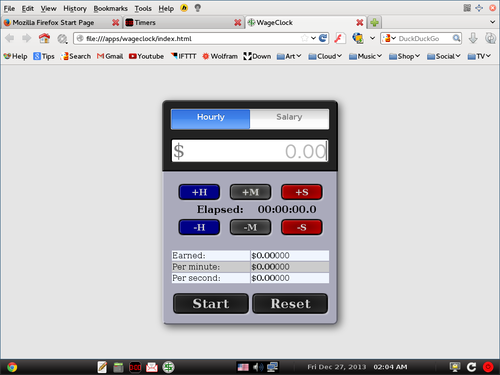 File Edit View History Bookmarks Tools Help
Mozilla Firefox Start Page Timers WageClock
file:///apps/wageclock/index.html DuckDuckGo
Help Tips Search Gmail Youtube IFTTT Wolfram Down Art Cloud Music Shop Social TV
Hourly Salary
$ 0.00
+H +M +S
Elapsed: 00:00:00.0
-H -M -S
Earned: $0.00000
Per minute: $0.00000
Per second: $0.00000
Start Reset
Fri Dec 27, 2013 02:04 AM